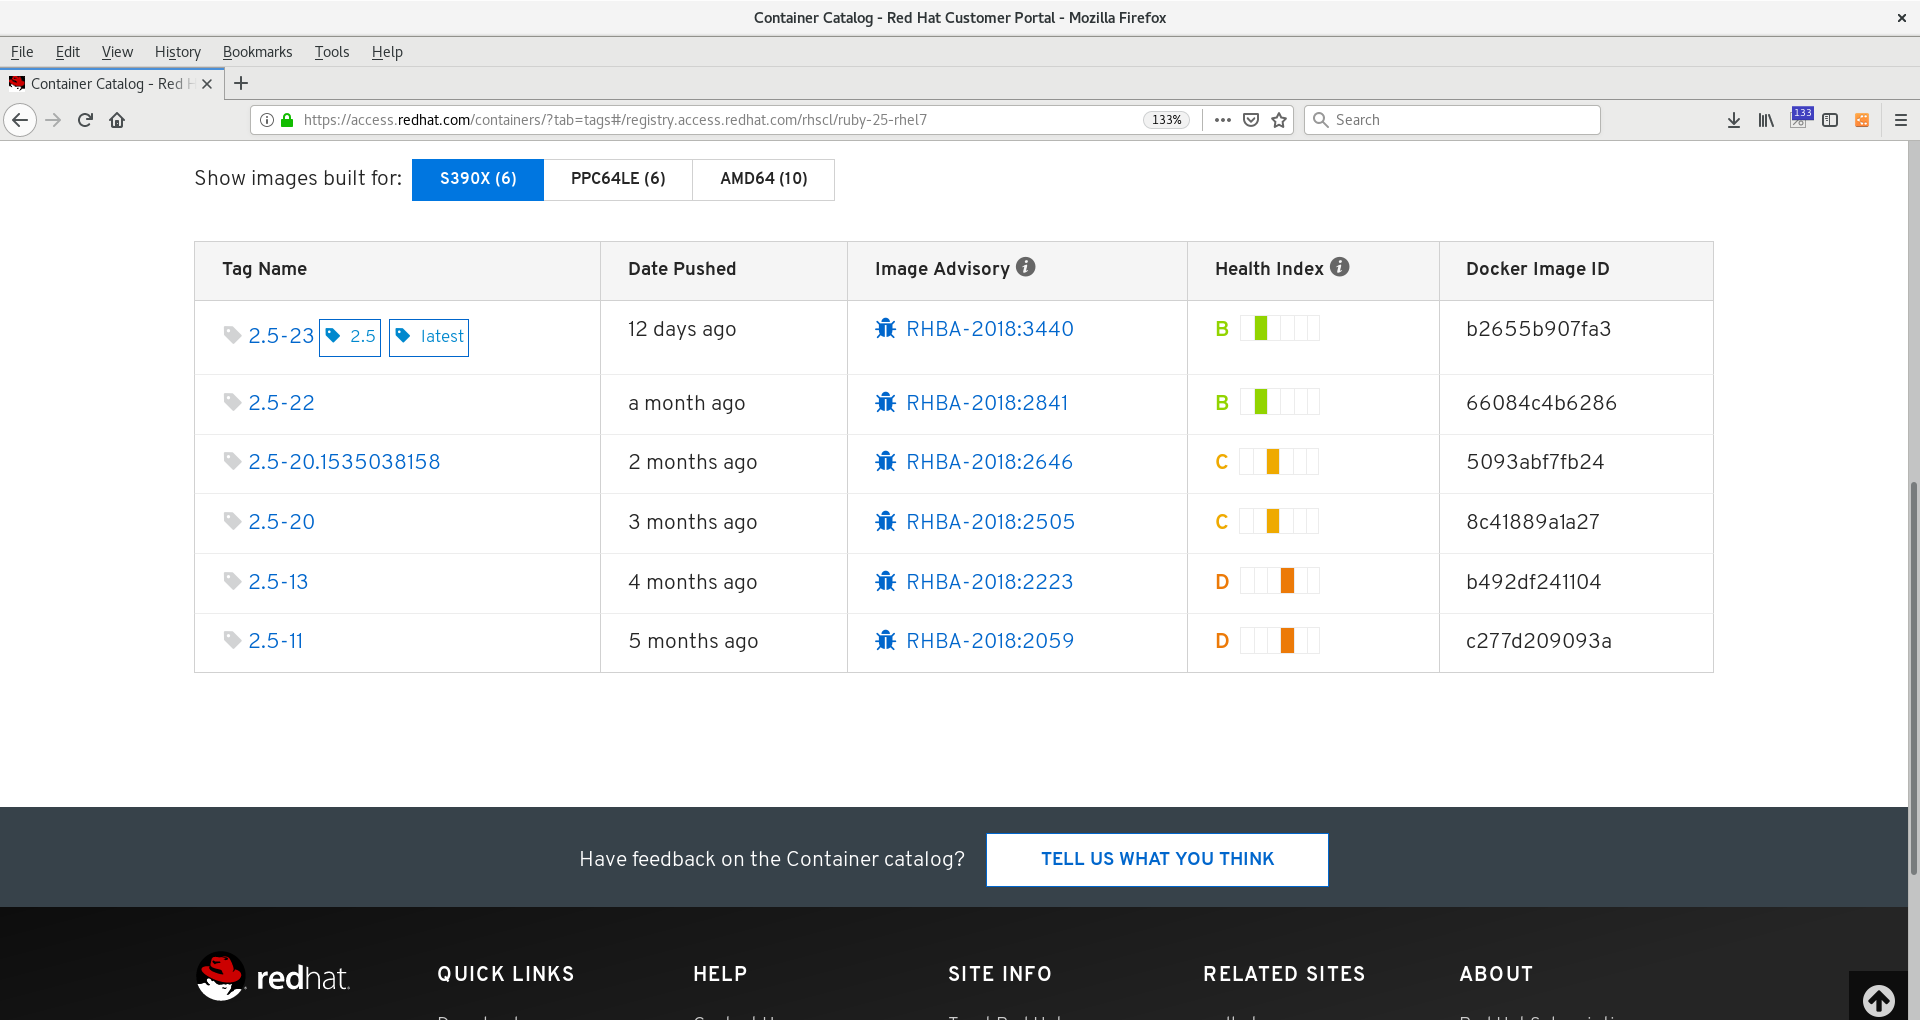 Container Catalog - Red Hat Customer Portal - Mozilla Firefox
File Edit View History Bookmarks Tools Help
Container Catalog - Red H
https://access.redhat.com/containers/?tab=tags#/registry.access.redhat.com/rhscl/ruby-25-rhel7 133% Search 133
Show images built for: S390X (6) PPC64LE (6) AMD64 (10)
Tag Name Date Pushed Image Advisory Health Index Docker Image ID
2.5-23 2.5 latest 12 days ago RHBA-2018:3440 B b2655b907fa3
2.5-22 a month ago RHBA-2018:2841 B 66084c4b6286
2.5-20.1535038158 2 months ago RHBA-2018:2646 C 5093abf7fb24
2.5-20 3 months ago RHBA-2018:2505 C 8c41889a1a27
2.5-13 4 months ago RHBA-2018:2223 D b492df241104
2.5-11 5 months ago RHBA-2018:2059 D c277d209093a
Have feedback on the Container catalog? TELL US WHAT YOU THINK
redhat. QUICK LINKS HELP SITE INFO RELATED SITES ABOUT